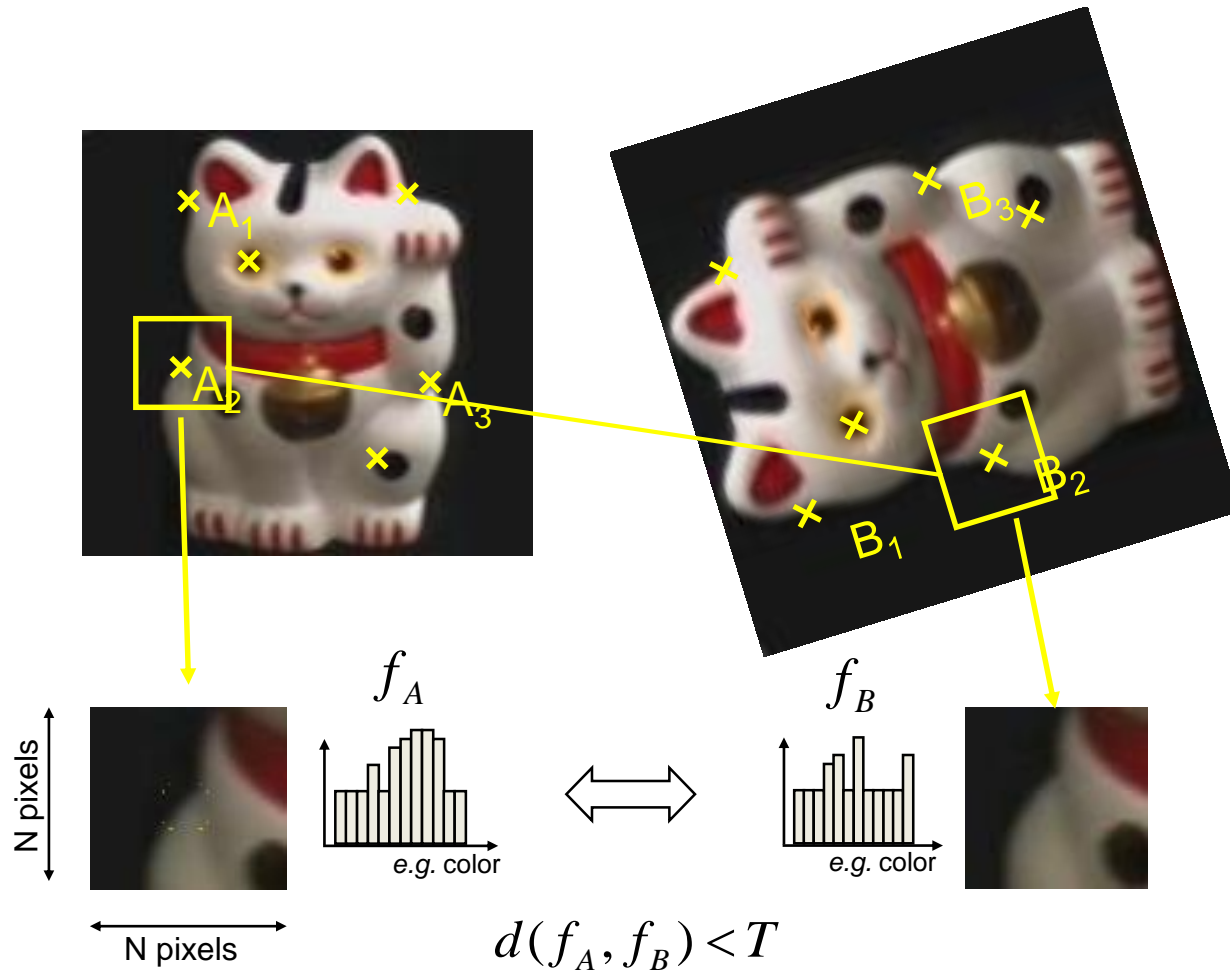 A₁
A₂
A₃
B₃
B₂
B₁
f_A
f_B
N pixels
e.g. color
e.g. color
N pixels
d(f_A, f_B) < T